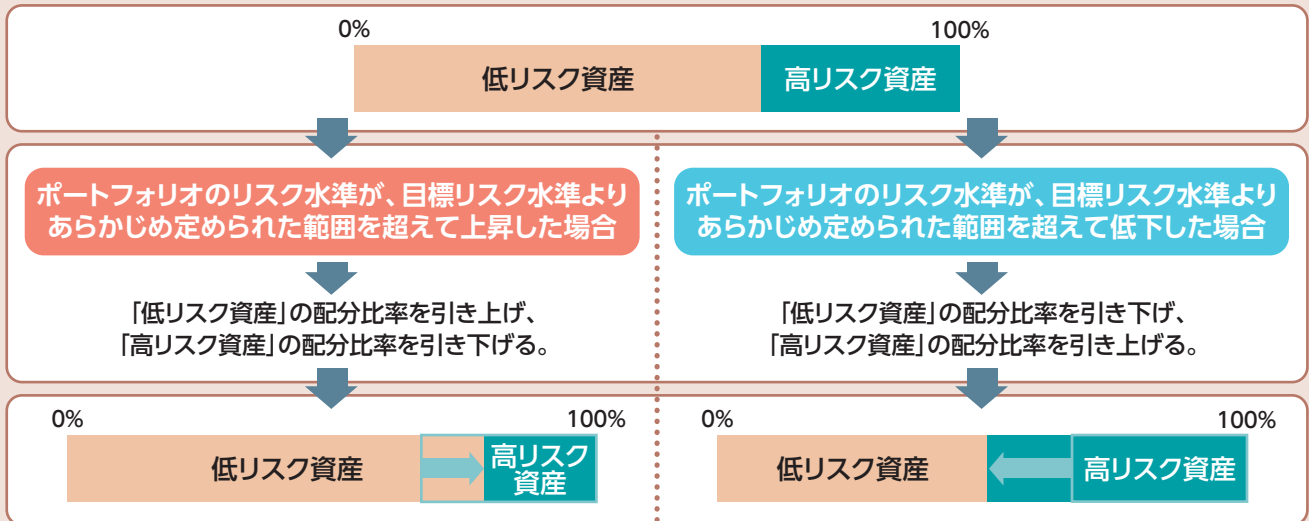 0%
100%
低リスク資産
高リスク資産
ポートフォリオのリスク水準が、目標リスク水準より
あらかじめ定められた範囲を超えて上昇した場合
「低リスク資産」の配分比率を引き上げ、
「高リスク資産」の配分比率を引き下げる。
0%
100%
低リスク資産
高リスク
資産
ポートフォリオのリスク水準が、目標リスク水準より
あらかじめ定められた範囲を超えて低下した場合
「低リスク資産」の配分比率を引き下げ、
「高リスク資産」の配分比率を引き上げる。
0%
100%
低リスク資産
高リスク資産